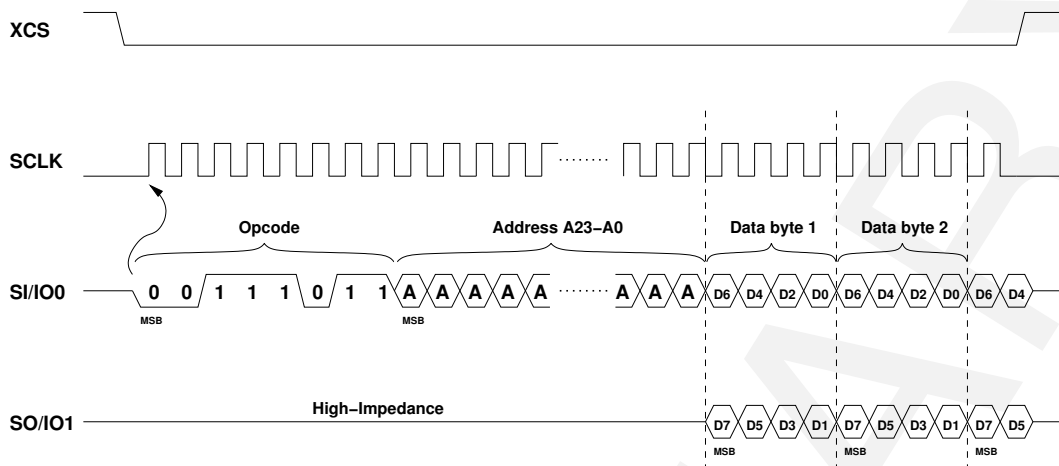 XCS
SCLK
Opcode Address A23–A0 Data byte 1 Data byte 2
SI/IO0 0 0 1 1 1 0 1 1 A A A A A A A A D6 D4 D2 D0 D6 D4 D2 D0 D6 D4
MSB MSB
High–Impedance
SO/IO1 D7 D5 D3 D1 D7 D5 D3 D1 D7 D5
MSB MSB MSB